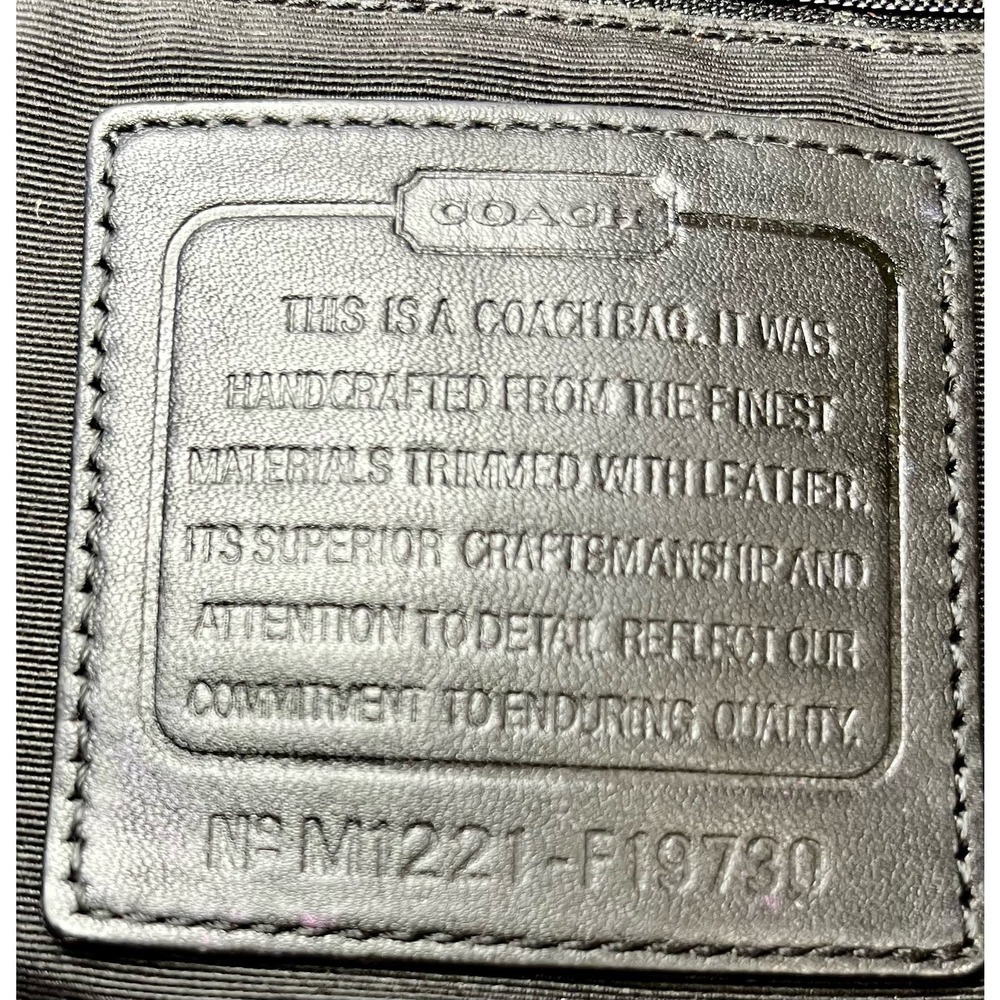 COACH
THIS IS A COACH BAG. IT WAS
HANDCRAFTED FROM THE FINEST
MATERIALS TRIMMED WITH LEATHER.
ITS SUPERIOR CRAFTSMANSHIP AND
ATTENTION TO DETAIL REFLECT OUR
COMMITMENT TO ENDURING QUALITY.
Nº M1221-F19730